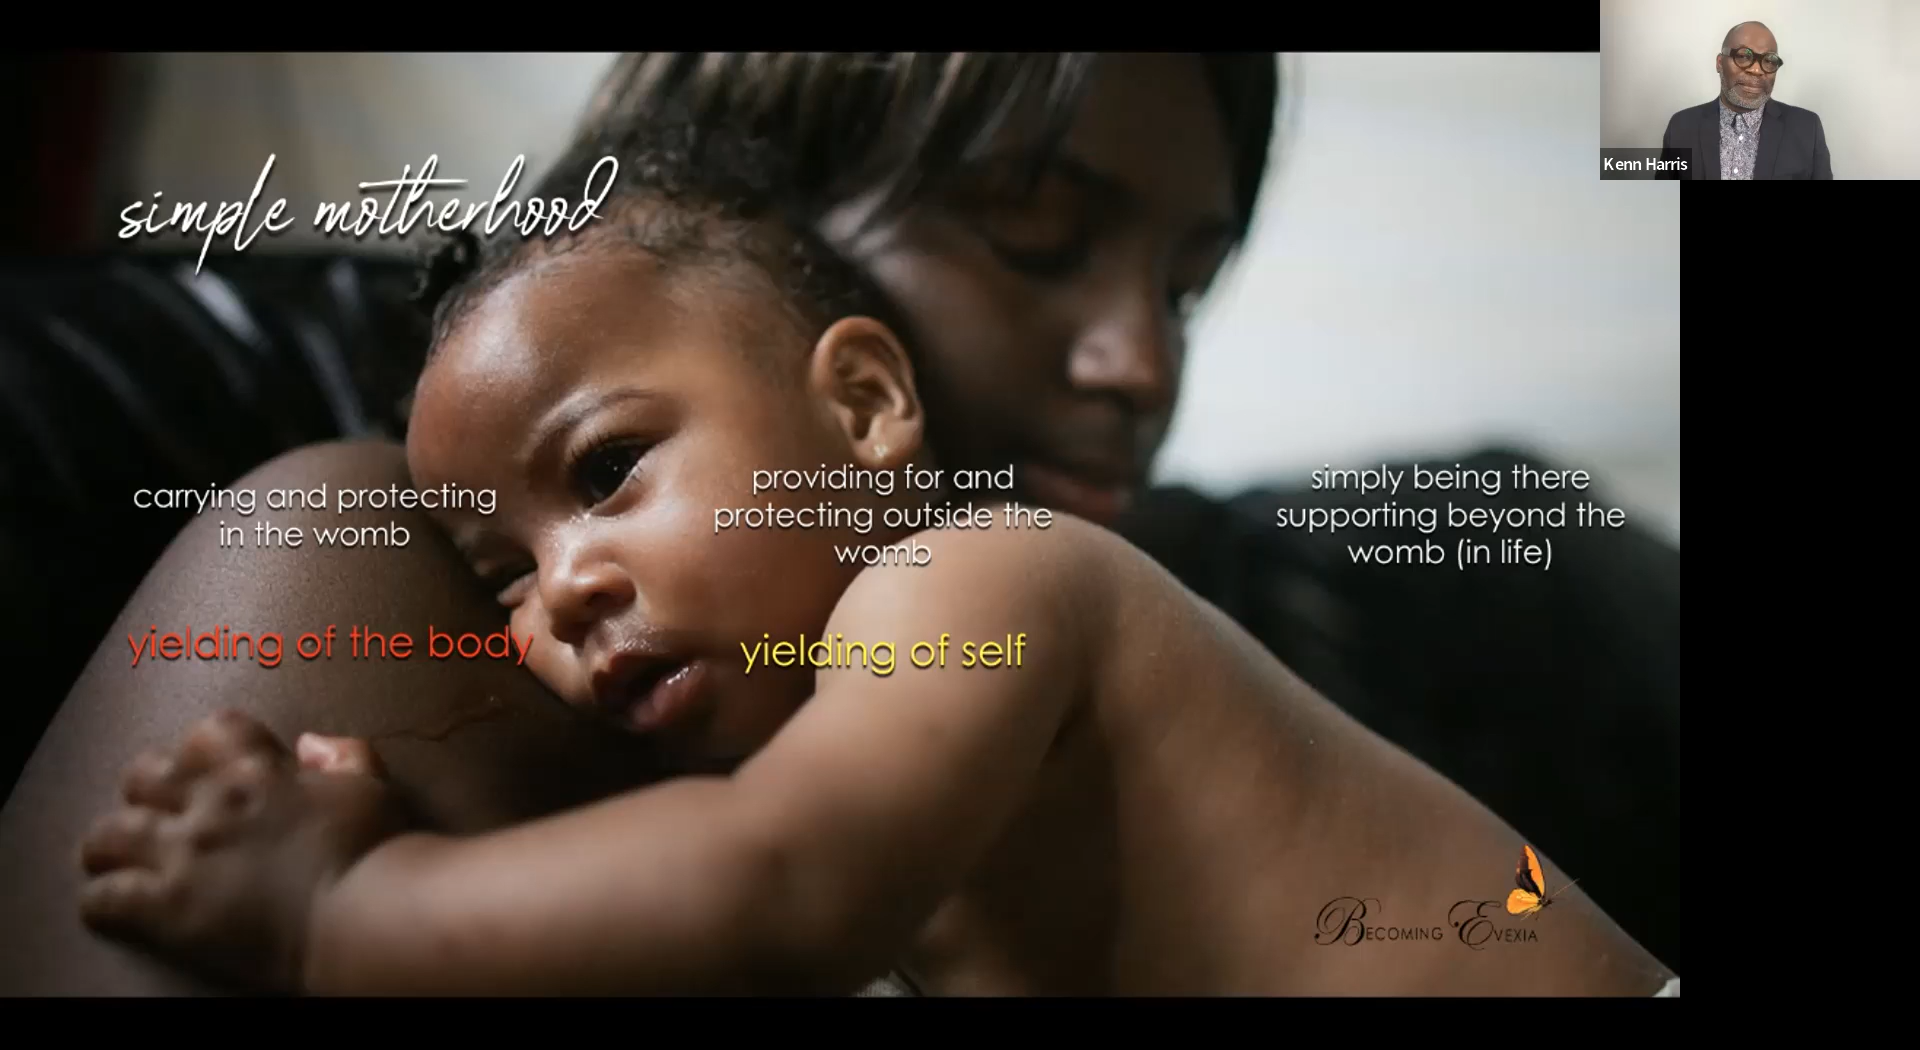 simple motherhood
carrying and protecting
in the womb
providing for and
protecting outside the
womb
simply being there
supporting beyond the
womb (in life)
yielding of the body
yielding of self
BECOMING EVEXIA
Kenn Harris